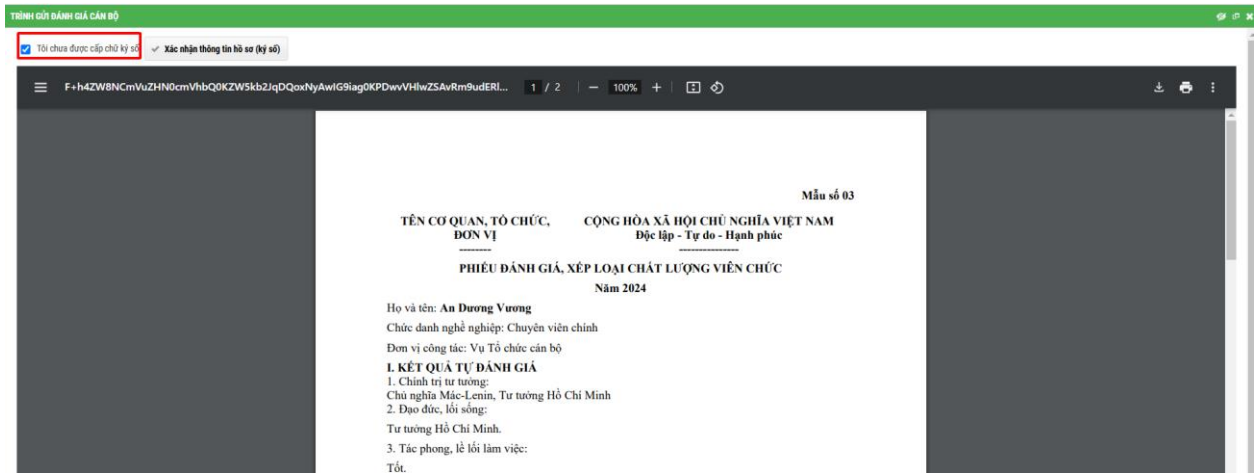 TRÌNH GỬI ĐÁNH GIÁ CÁN BỘ
Tôi chưa được cấp chữ ký số
Xác nhận thông tin hồ sơ (ký số)
1 / 2
100%
Mẫu số 03
TÊN CƠ QUAN, TỔ CHỨC, ĐƠN VỊ
--------
CỘNG HÒA XÃ HỘI CHỦ NGHĨA VIỆT NAM
Độc lập - Tự do - Hạnh phúc
---------------
PHIẾU ĐÁNH GIÁ, XẾP LOẠI CHẤT LƯỢNG VIÊN CHỨC
Năm 2024
Họ và tên: An Dương Vương
Chức danh nghề nghiệp: Chuyên viên chính
Đơn vị công tác: Vụ Tổ chức cán bộ
I. KẾT QUẢ TỰ ĐÁNH GIÁ
1. Chính trị tư tưởng:
Chủ nghĩa Mác-Lenin, Tư tưởng Hồ Chí Minh
2. Đạo đức, lối sống:
Tư tưởng Hồ Chí Minh.
3. Tác phong, lề lối làm việc:
Tốt.